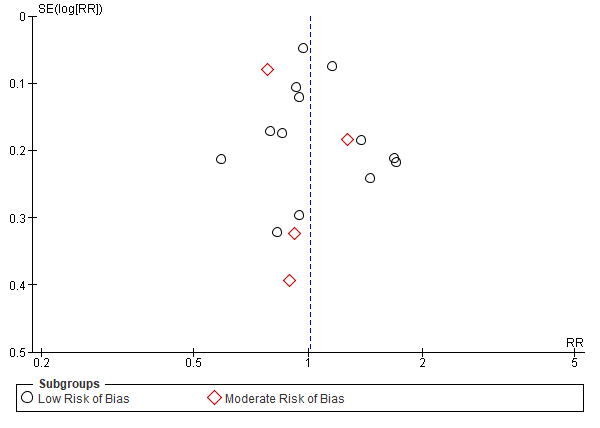 SE(log[RR])
0
0.1
0.2
0.3
0.4
0.5
RR
0.2 0.5 1 2 5
Subgroups
Low Risk of Bias Moderate Risk of Bias